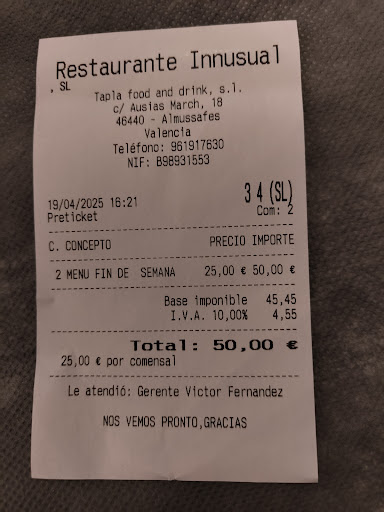 Restaurante Innusual
, SL
Tapla food and drink, s.l.
c/ Ausias March, 18
46440 - Almussafes
Valencia
Teléfono: 961917630
NIF: B98931553
3 4 (SL)
19/04/2025 16:21 Com: 2
Preticket
C. CONCEPTO PRECIO IMPORTE
2 MENU FIN DE SEMANA 25,00 € 50,00 €
Base imponible 45,45
I.V.A. 10,00% 4,55
Total: 50,00 €
25,00 € por comensal
Le atendió: Gerente Victor Fernandez
NOS VEMOS PRONTO,GRACIAS